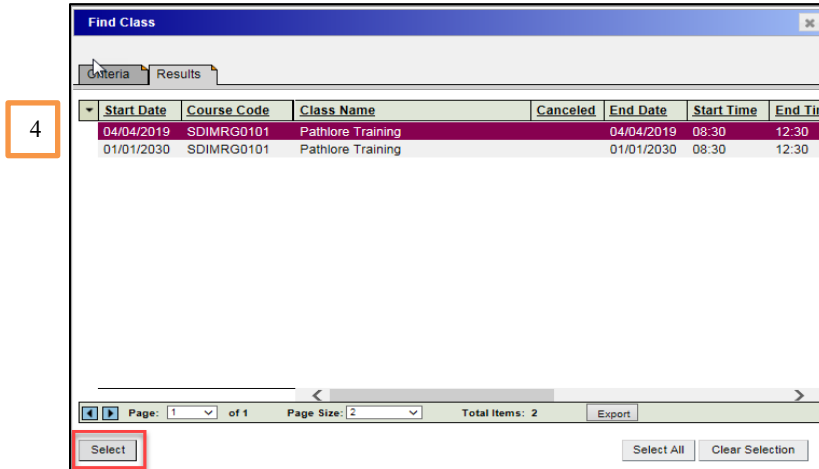 Find Class
Criteria Results
4
Start Date Course Code Class Name Canceled End Date Start Time End Ti
04/04/2019 SDIMRG0101 Pathlore Training 04/04/2019 08:30 12:30
01/01/2030 SDIMRG0101 Pathlore Training 01/01/2030 08:30 12:30
Page: 1 of 1 Page Size: 2 Total Items: 2 Export
Select Select All Clear Selection